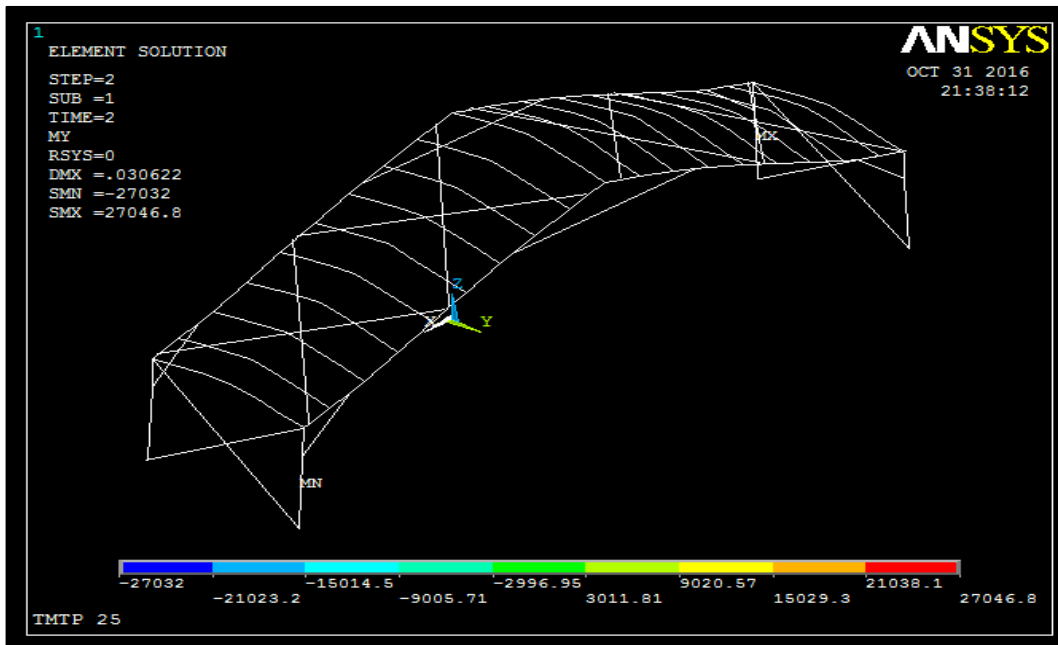 1
ELEMENT SOLUTION
STEP=2
SUB =1
TIME=2
MY
RSYS=0
DMX =.030622
SMN =-27032
SMX =27046.8
ANSYS
OCT 31 2016
21:38:12
MX
Z
X
Y
MN
-27032 -15014.5 -2996.95 9020.57 21038.1
-21023.2 -9005.71 3011.81 15029.3 27046.8
TMTP 25